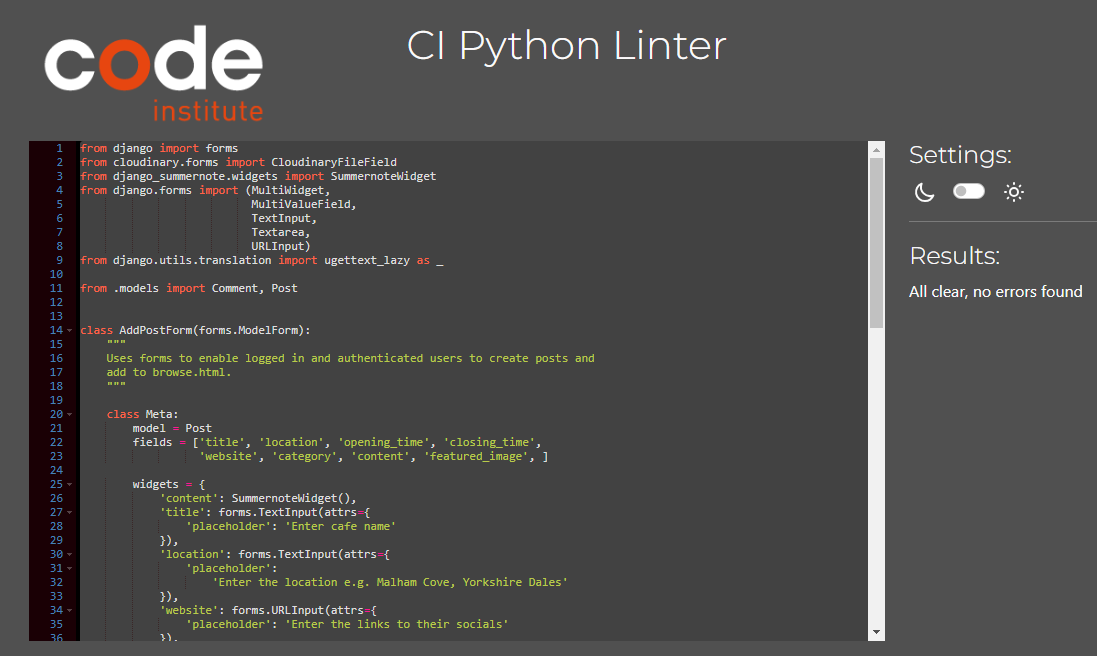 code
institute
CI Python Linter
1 from django import forms
2 from cloudinary.forms import CloudinaryFileField
3 from django_summernote.widgets import SummernoteWidget
4 from django.forms import (MultiWidget,
5                           MultiValueField,
6                           TextInput,
7                           Textarea,
8                           URLInput)
9 from django.utils.translation import ugettext_lazy as _
10
11 from .models import Comment, Post
12
13
14 class AddPostForm(forms.ModelForm):
15     """
16     Uses forms to enable logged in and authenticated users to create posts and
17     add to browse.html.
18     """
19
20     class Meta:
21         model = Post
22         fields = ['title', 'location', 'opening_time', 'closing_time',
23                   'website', 'category', 'content', 'featured_image', ]
24
25         widgets = {
26             'content': SummernoteWidget(),
27             'title': forms.TextInput(attrs={
28                 'placeholder': 'Enter cafe name'
29             }),
30             'location': forms.TextInput(attrs={
31                 'placeholder':
32                     'Enter the location e.g. Malham Cove, Yorkshire Dales'
33             }),
34             'website': forms.URLInput(attrs={
35                 'placeholder': 'Enter the links to their socials'
36             }),
Settings:
Results:
All clear, no errors found